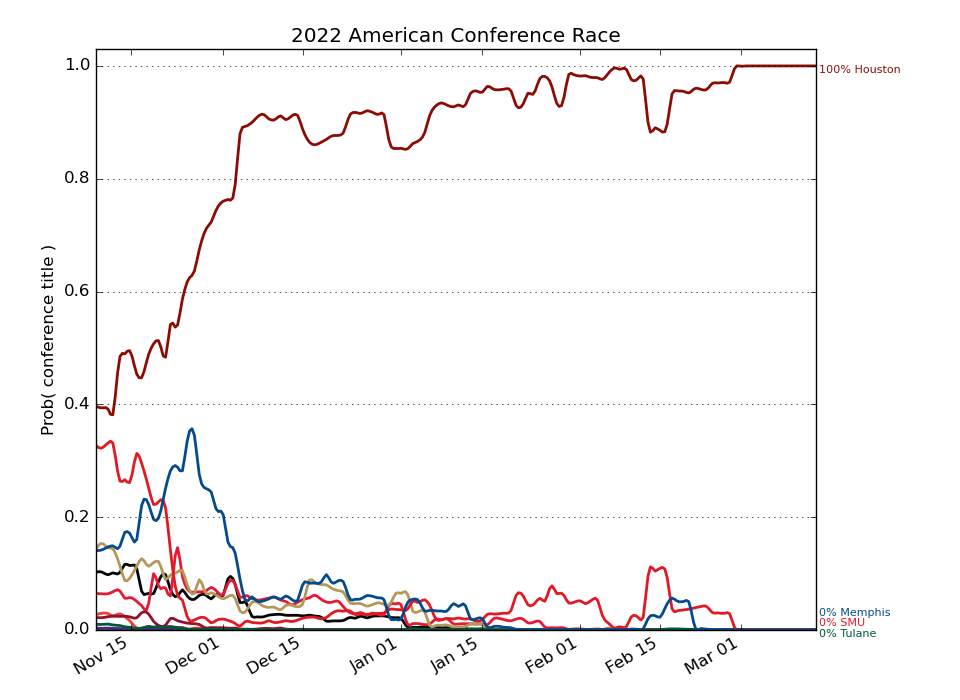 2022 American Conference Race
Prob( conference title )
1.0
0.8
0.6
0.4
0.2
0.0
Nov 15
Dec 01
Dec 15
Jan 01
Jan 15
Feb 01
Feb 15
Mar 01
100% Houston
0% Memphis
0% SMU
0% Tulane